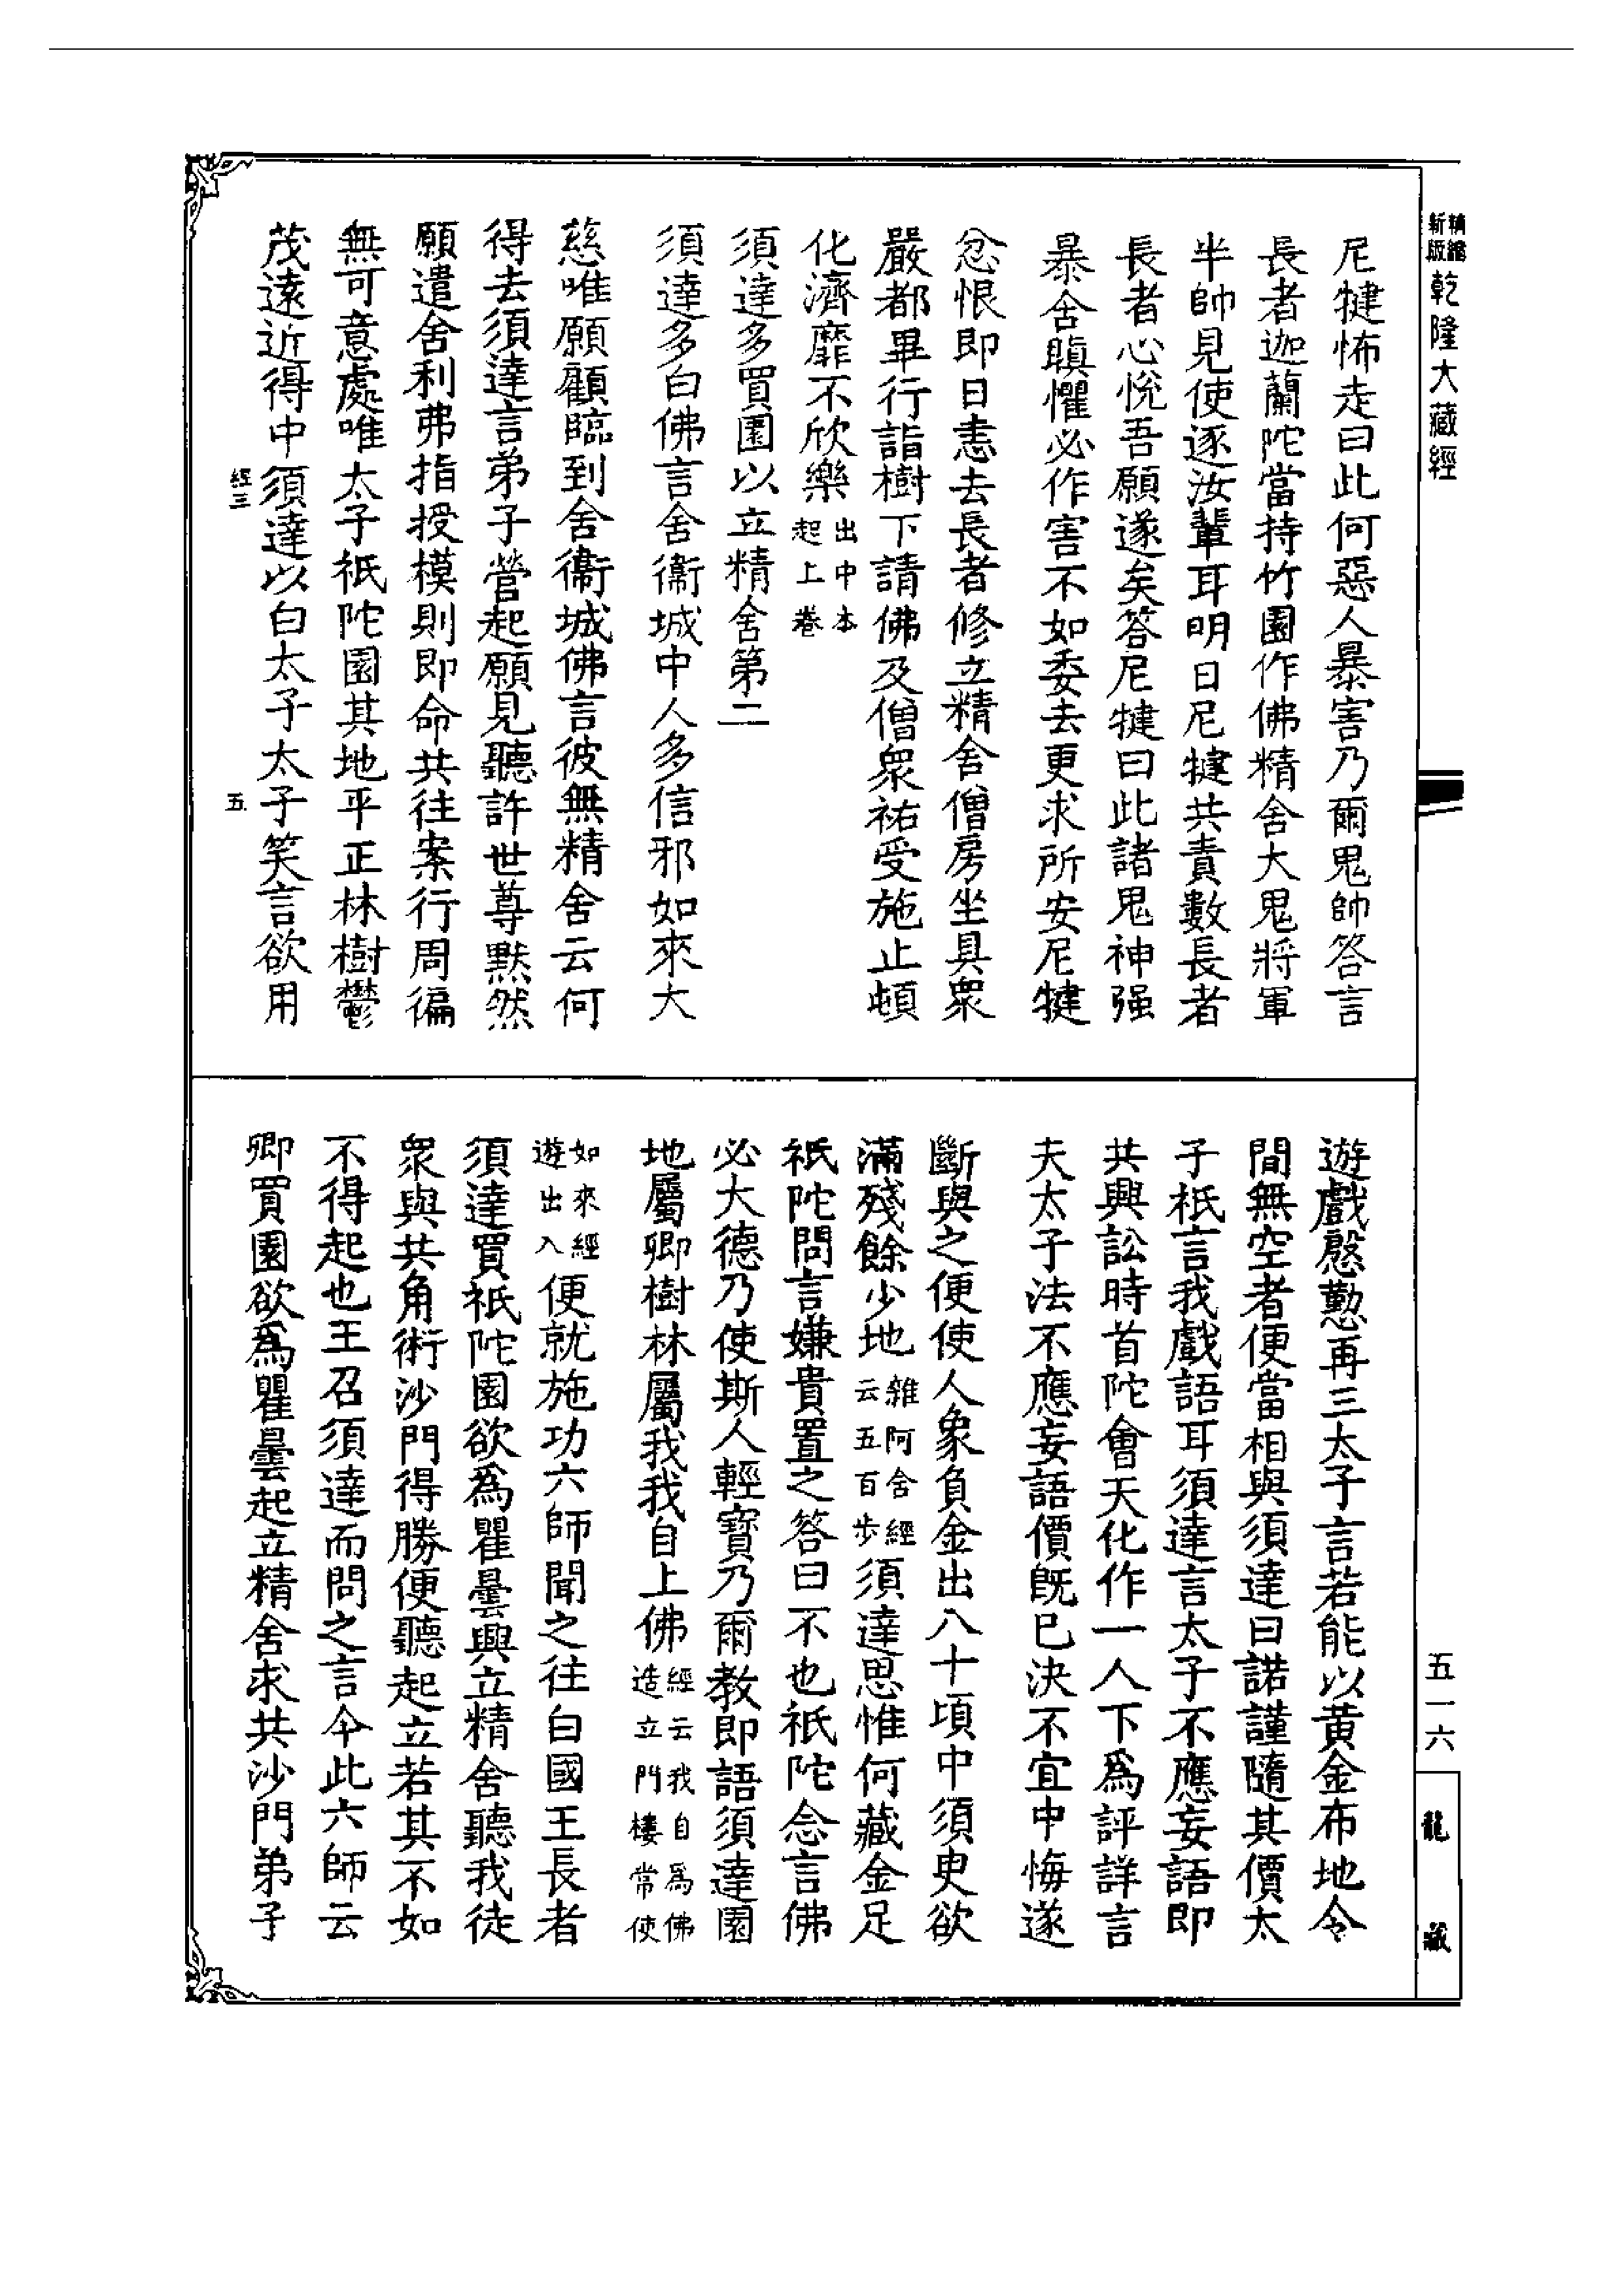 精編新版
乾隆大藏經
尼犍怖走曰此何惡人暴害乃爾鬼帥答言
長者迦蘭陀當持竹園作佛精舍大鬼將軍
半帥見使逐汝輩耳明日尼犍共責數長者
長者心悅吾願遂矣答尼犍曰此諸鬼神强
暴舍瞋懼必作害不如委去更求所安尼犍
忿恨即日恚去長者修立精舍僧房坐具衆
嚴都畢行詣樹下請佛及僧衆祐受施止頓
化濟靡不欣樂出中本起上卷
須達多買園以立精舍第二
須達多白佛言舍衞城中人多信邪如來大
慈唯願顧臨到舍衞城佛言彼無精舍云何
得去須達言弟子營起願見聽許世尊默然
願遣舍利弗指授模則即命共往案行周徧
無可意處唯太子祇陀園其地平正林樹鬱
茂遠近得中須達以白太子太子笑言欲用
經三
五
遊戲慇懃再三太子言若能以黄金布地令
間無空者便當相與須達曰諾謹隨其價太
子祇言我戲語耳須達言太子不應妄語即
共興訟時首陀會天化作一人下爲評詳言
夫太子法不應妄語價旣已決不宜中悔遂
斷與之便使人象負金出八十頃中須史欲
滿殘餘少地雜阿舍經云五百步須達思惟何藏金足
祇陀問言嫌貴置之答曰不也祇陀念言佛
必大德乃使斯人輕寶乃爾教即語須達園
地屬卿樹林屬我我自上佛經云我自爲佛造立門樓常使
如來經遊出入便就施功六師聞之往白國王長者
須達買祇陀園欲爲瞿曇興立精舍聽我徒
衆與共角術沙門得勝便聽起立若其不如
不得起也王召須達而問之言今此六師云
卿買園欲爲瞿曇起立精舍求共沙門弟子
五一六
龍藏